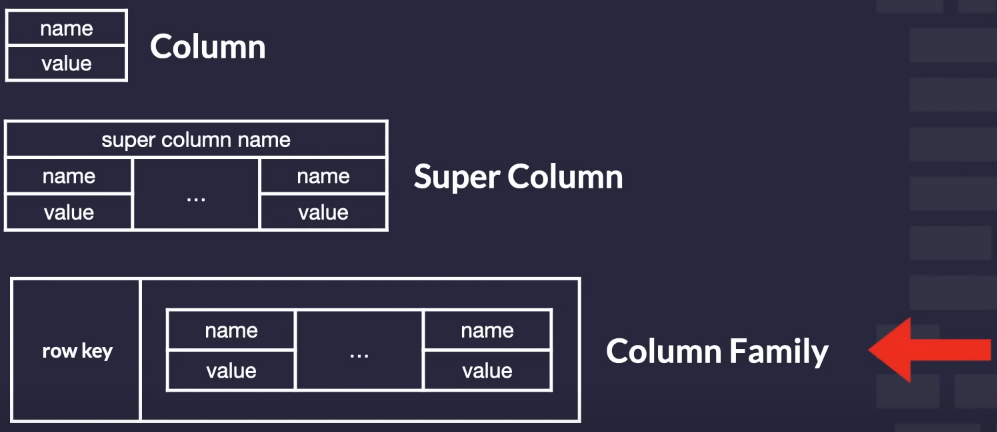 name
value
Column
super column name
name ... name
value value
Super Column
row key
name ... name
value value
Column Family